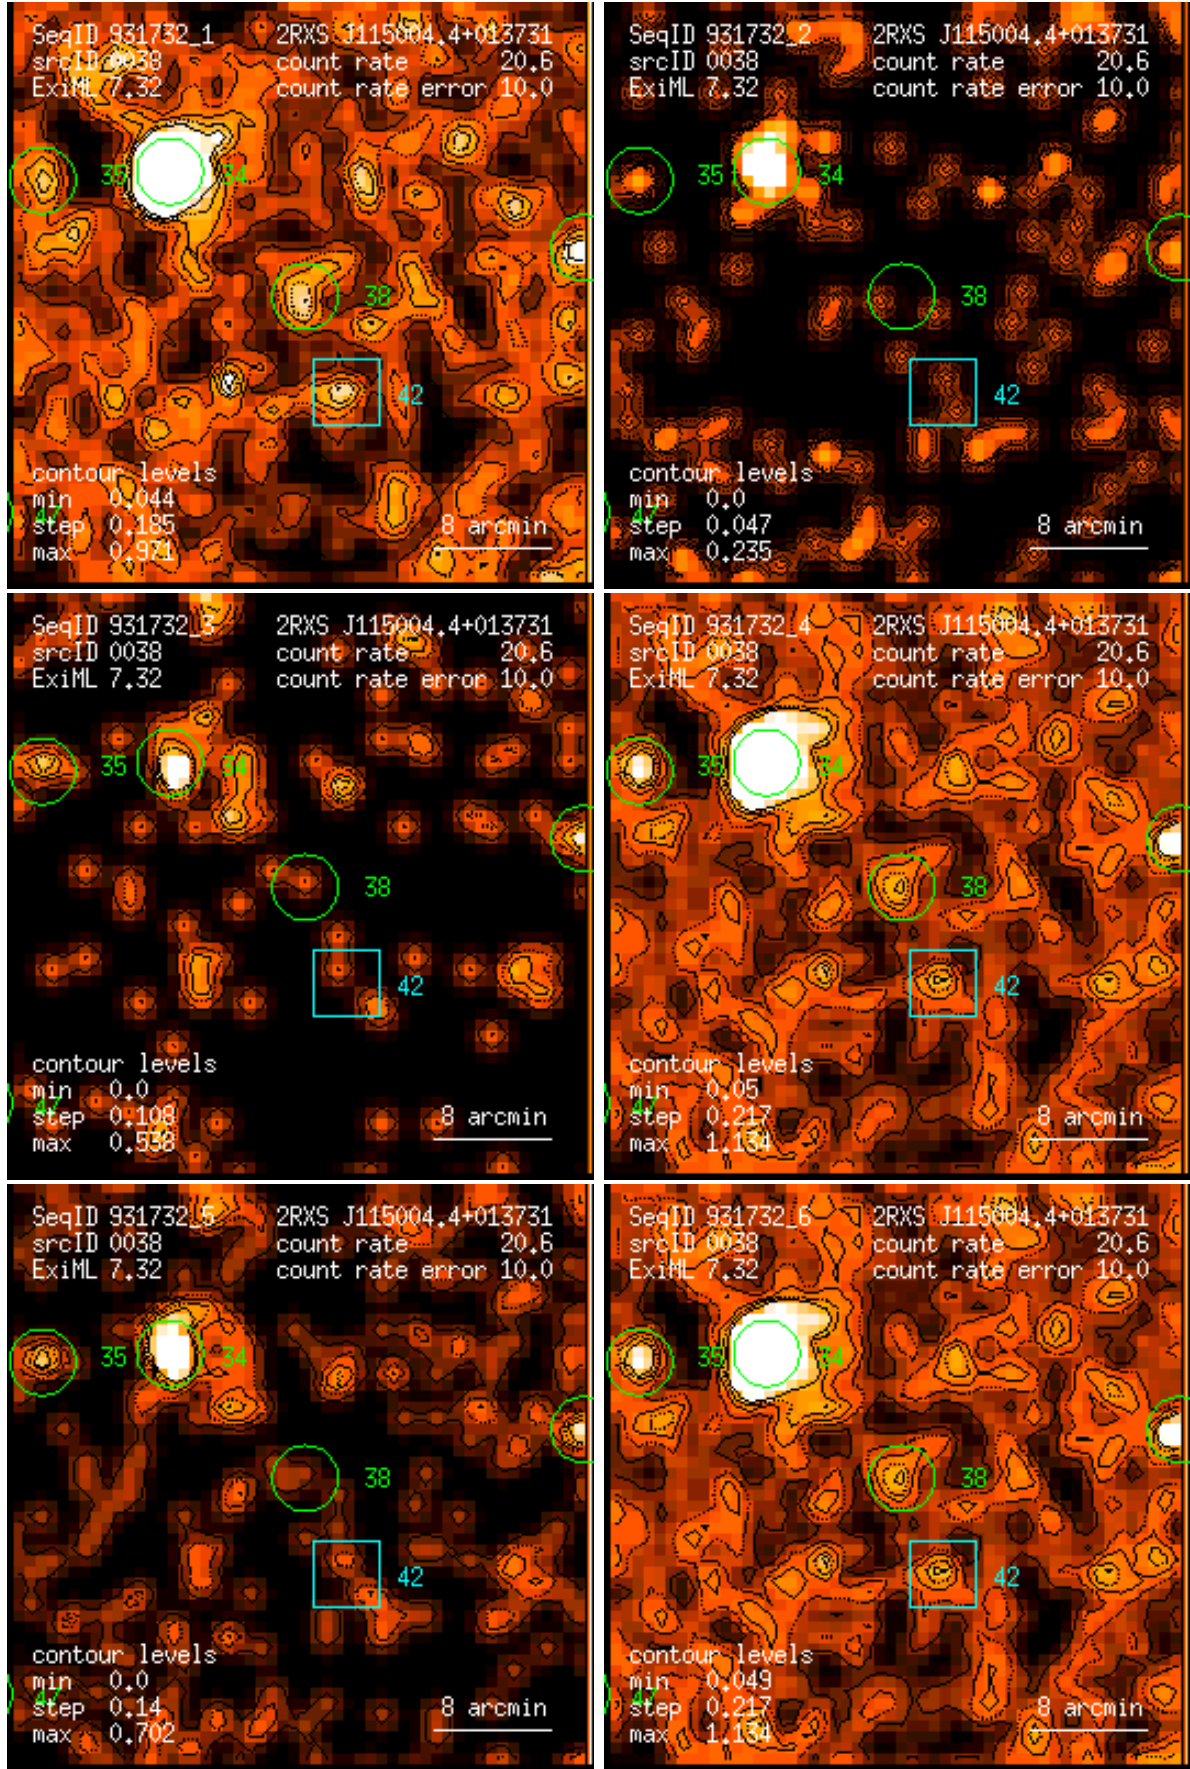 SeqID 931732_1 2RXS J115004.4+013731
srcID 0038 count rate 20.6
ExiML 7.32 count rate error 10.0
35 34
38
42
contour levels
min 0.044
47
step 0.185 8 arcmin
max 0.971
SeqID 931732_2 2RXS J115004.4+013731
srcID 0038 count rate 20.6
ExiML 7.32 count rate error 10.0
35 34
38
42
contour levels
min 0.0
47
step 0.047 8 arcmin
max 0.235
SeqID 931732_3 2RXS J115004.4+013731
srcID 0038 count rate 20.6
ExiML 7.32 count rate error 10.0
35 34
38
42
contour levels
min 0.0
47
step 0.108 8 arcmin
max 0.538
SeqID 931732_4 2RXS J115004.4+013731
srcID 0038 count rate 20.6
ExiML 7.32 count rate error 10.0
35 34
38
42
contour levels
min 0.05
47
step 0.217 8 arcmin
max 1.134
SeqID 931732_5 2RXS J115004.4+013731
srcID 0038 count rate 20.6
ExiML 7.32 count rate error 10.0
35 34
38
42
contour levels
min 0.0
47
step 0.14 8 arcmin
max 0.702
SeqID 931732_6 2RXS J115004.4+013731
srcID 0038 count rate 20.6
ExiML 7.32 count rate error 10.0
35 34
38
42
contour levels
min 0.049
47
step 0.217 8 arcmin
max 1.134